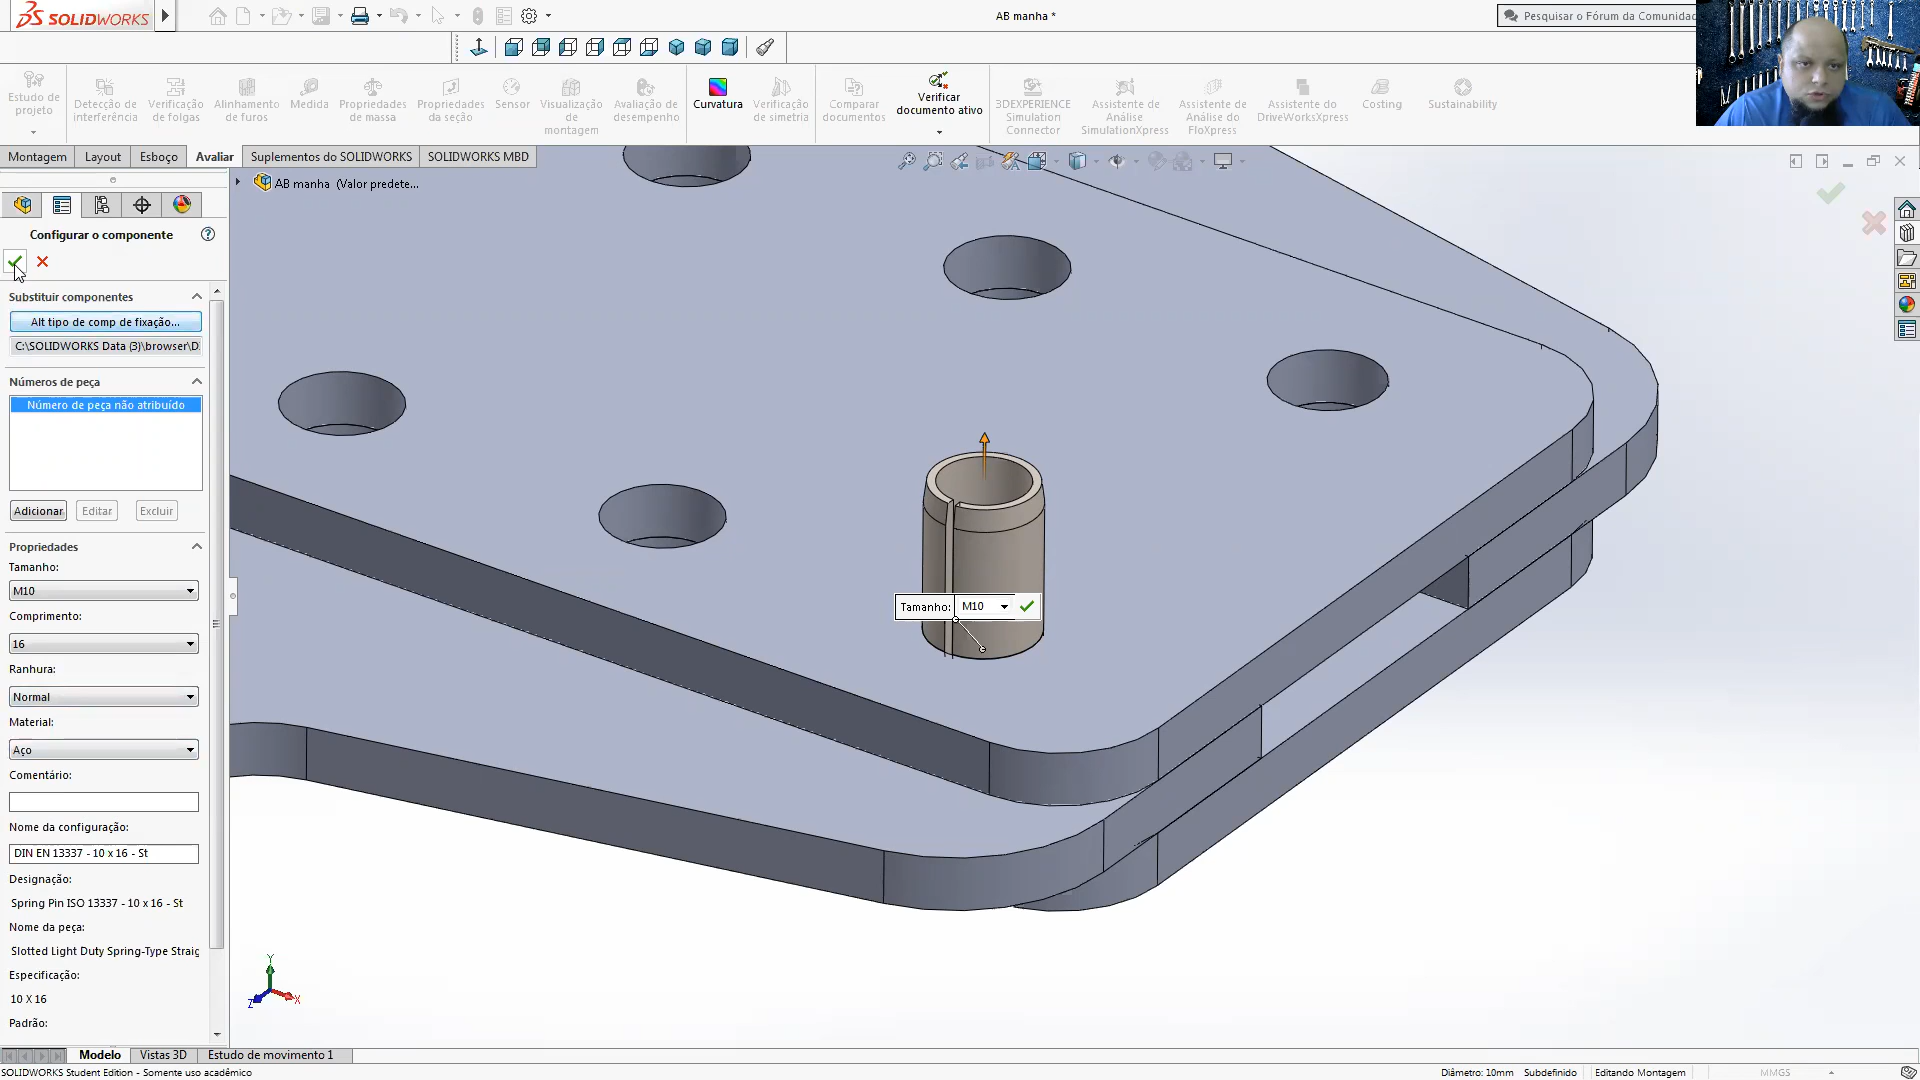 SOLIDWORKS
AB manha *
Pesquisar o Fórum da Comunidad
Estudo de projeto
Detecção de interferência
Verificação de folgas
Alinhamento de furos
Medida
Propriedades de massa
Propriedades da seção
Sensor
Visualização de montagem
Avaliação de desempenho
Curvatura
Verificação de simetria
Comparar documentos
Verificar documento ativo
3DEXPERIENCE Simulation Connector
Assistente de Análise SimulationXpress
Assistente de Análise do FloXpress
Assistente do DriveWorksXpress
Costing
Sustainability
Montagem
Layout
Esboço
Avaliar
Suplementos do SOLIDWORKS
SOLIDWORKS MBD
AB manha (Valor predete...
Configurar o componente
Substituir componentes
Alt tipo de comp de fixação...
C:\SOLIDWORKS Data (3)\browser\D
Números de peça
Número de peça não atribuído
Adicionar
Editar
Excluir
Propriedades
Tamanho:
M10
Comprimento:
16
Ranhura:
Normal
Material:
Aço
Comentário:
Nome da configuração:
DIN EN 13337 - 10 x 16 - St
Designação:
Spring Pin ISO 13337 - 10 x 16 - St
Nome da peça:
Slotted Light Duty Spring-Type Straig
Especificação:
10 X 16
Padrão:
Tamanho: M10
Y
Z
X
Modelo
Vistas 3D
Estudo de movimento 1
SOLIDWORKS Student Edition - Somente uso acadêmico
Diâmetro: 10mm
Subdefinido
Editando Montagem
MMGS